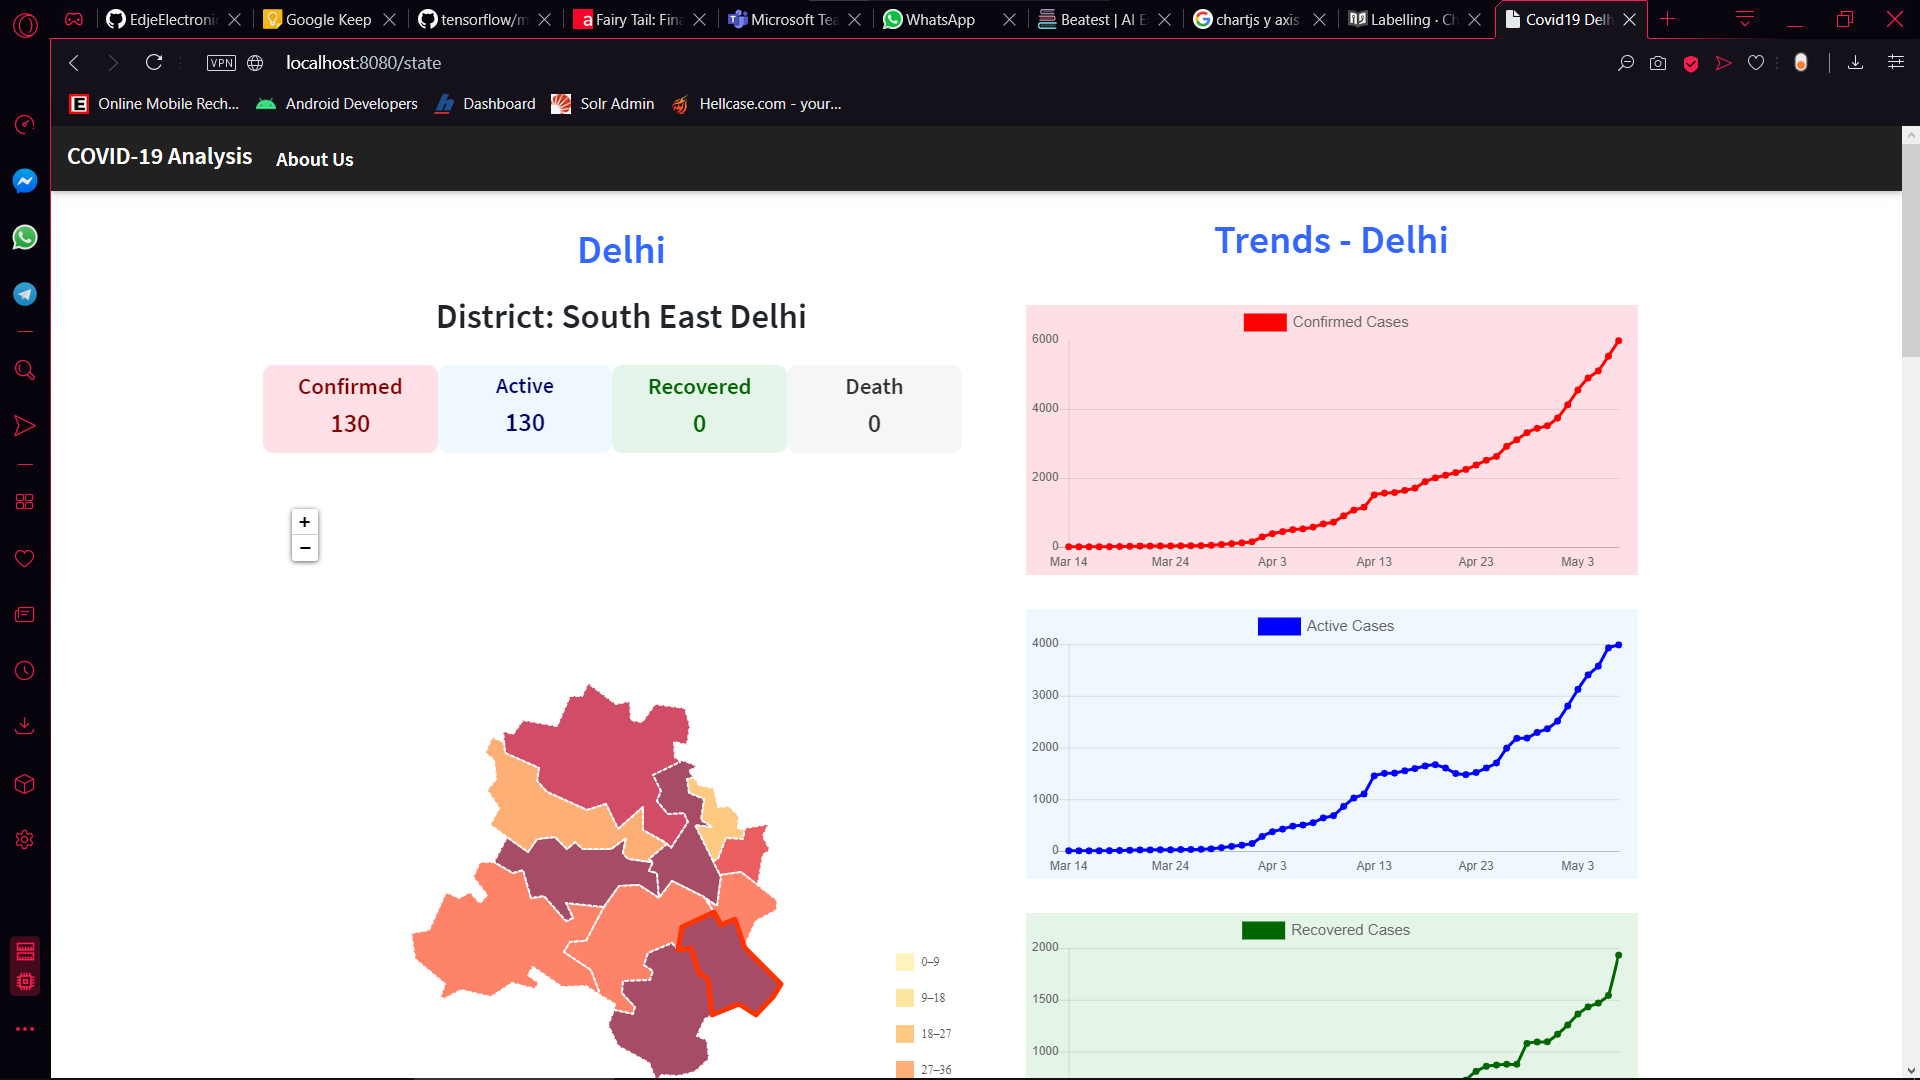 EdjeElectroni
Google Keep
tensorflow/m
Fairy Tail: Fina
Microsoft Tea
WhatsApp
Beatest | AI E
chartjs y axis
Labelling · Ch
Covid19 Delh
VPN
localhost:8080/state
Online Mobile Rech...
Android Developers
Dashboard
Solr Admin
Hellcase.com - your...
COVID-19 Analysis
About Us
Delhi
District: South East Delhi
Confirmed
130
Active
130
Recovered
0
Death
0
+
−
0–9
9–18
18–27
27–36
Trends - Delhi
Confirmed Cases
6000
4000
2000
0
Mar 14
Mar 24
Apr 3
Apr 13
Apr 23
May 3
Active Cases
4000
3000
2000
1000
0
Mar 14
Mar 24
Apr 3
Apr 13
Apr 23
May 3
Recovered Cases
2000
1500
1000